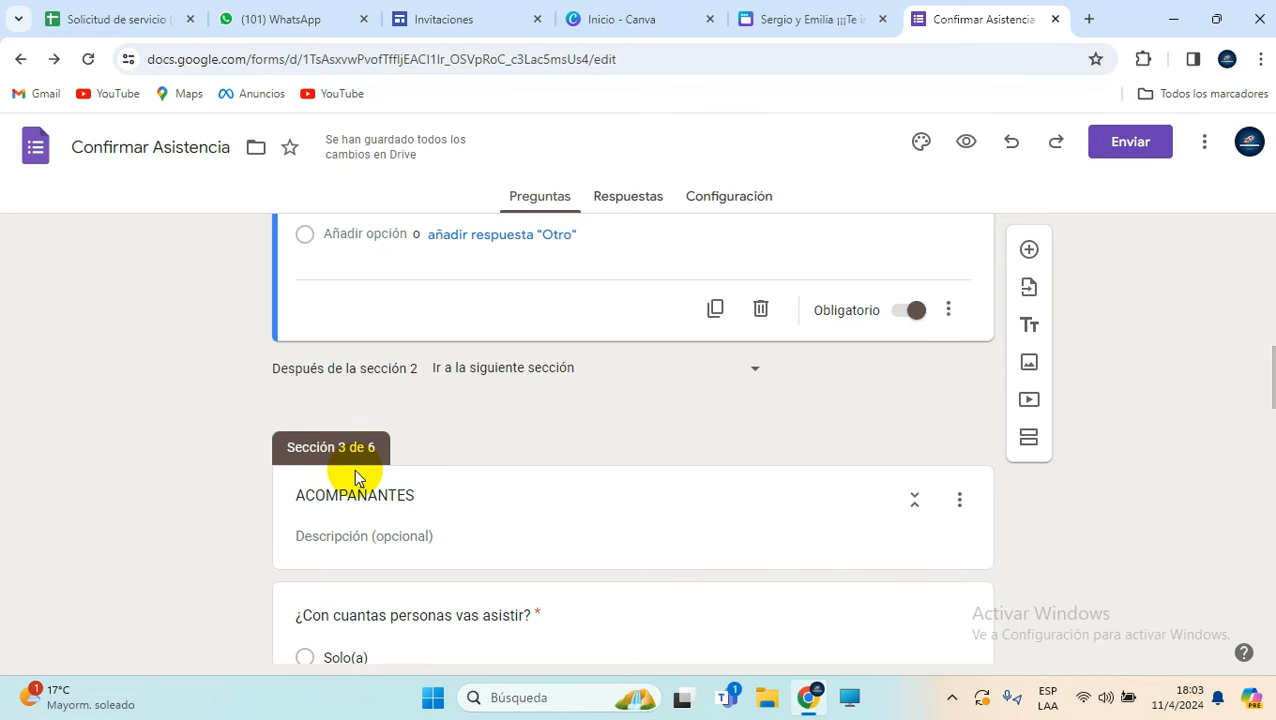 Solicitud de servicio (
(101) WhatsApp
Invitaciones
Inicio - Canva
Sergio y Emilia ¡¡¡Te i
Confirmar Asistencia
docs.google.com/forms/d/1TsAsxvwPvofTffIjEACI1Ir_OSVpRoC_c3Lac5msUs4/edit
Gmail
YouTube
Maps
Anuncios
YouTube
Todos los marcadores
Confirmar Asistencia
Se han guardado todos los
cambios en Drive
Enviar
Preguntas
Respuestas
Configuración
Añadir opción o añadir respuesta "Otro"
Obligatorio
Después de la sección 2 Ir a la siguiente sección
Sección 3 de 6
ACOMPAÑANTES
Descripción (opcional)
¿Con cuantas personas vas asistir? *
Solo(a)
Activar Windows
Ve a Configuración para activar Windows.
1
17°C
Mayorm. soleado
Búsqueda
1
ESP
LAA
18:03
11/4/2024
PRE